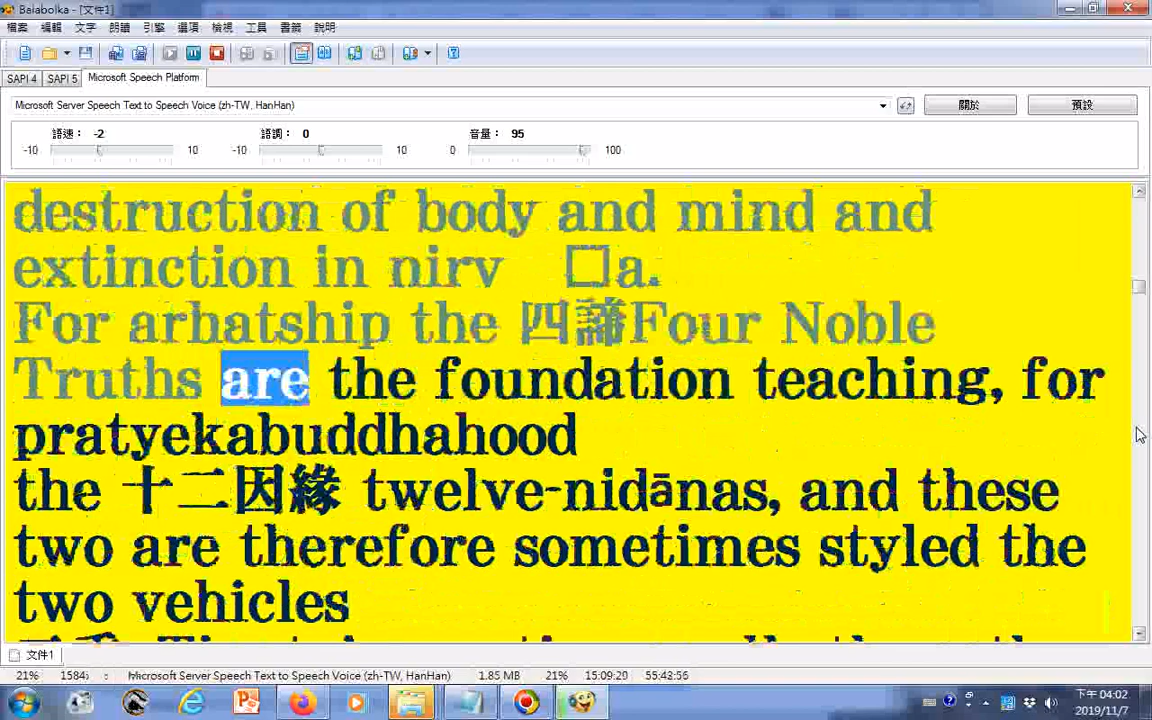 Balabolka - [文件1]
檔案 編輯 文字 朗讀 引擎 選項 檢視 工具 書籤 說明
SAPI 4 SAPI 5 Microsoft Speech Platform
Microsoft Server Speech Text to Speech Voice (zh-TW, HanHan) 關於 預設
語速： -2 語調： 0 音量： 95
-10 10 -10 10 0 100
destruction of body and mind and
extinction in nirv □a.
For arhatship the 四諦Four Noble
Truths are the foundation teaching, for
pratyekabuddhahood
the 十二因緣 twelve-nidānas, and these
two are therefore sometimes styled the
two vehicles
文件1
21% Microsoft Server Speech Text to Speech Voice (zh-TW, HanHan) 1.85 MB 21% 15:09:20 55:42:56
下午 04:02
2019/11/7